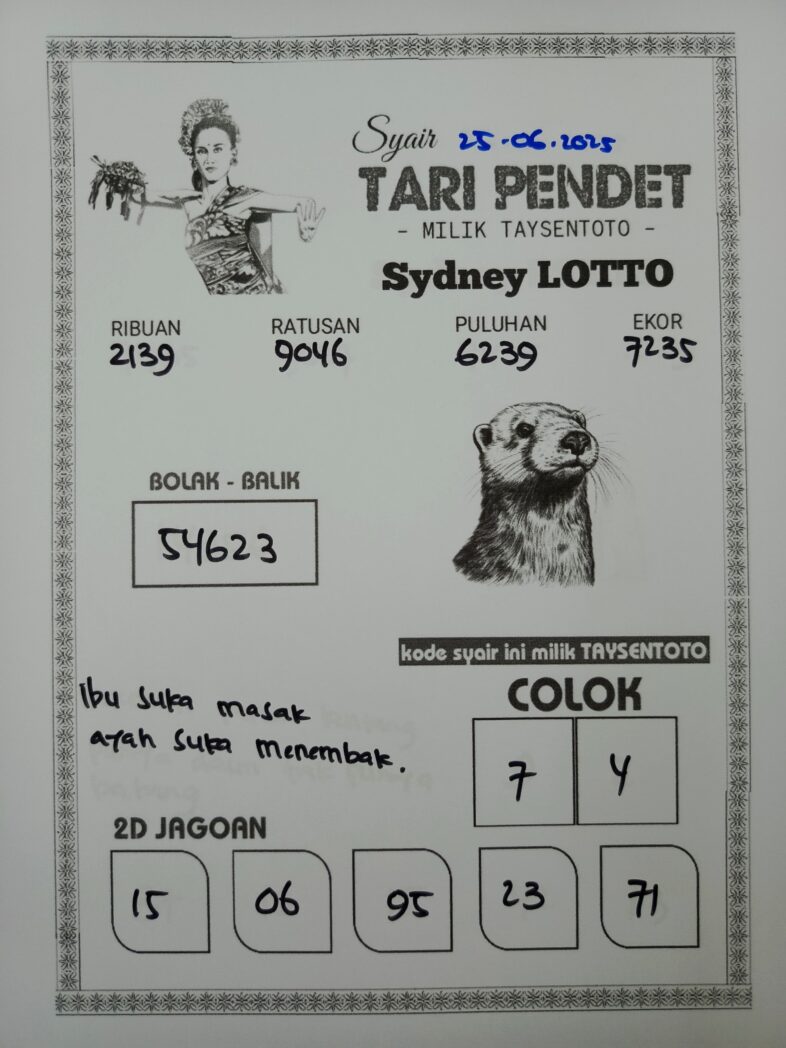 Syair 25.06.2025
TARI PENDET
- MILIK TAYSENTOTO -
Sydney LOTTO
RIBUAN RATUSAN PULUHAN EKOR
2139 9046 6239 7235
BOLAK - BALIK
54623
kode syair ini milik TAYSENTOTO
COLOK
7 4
Ibu suka masak
ayah suka menembak.
2D JAGOAN
15 06 95 23 71